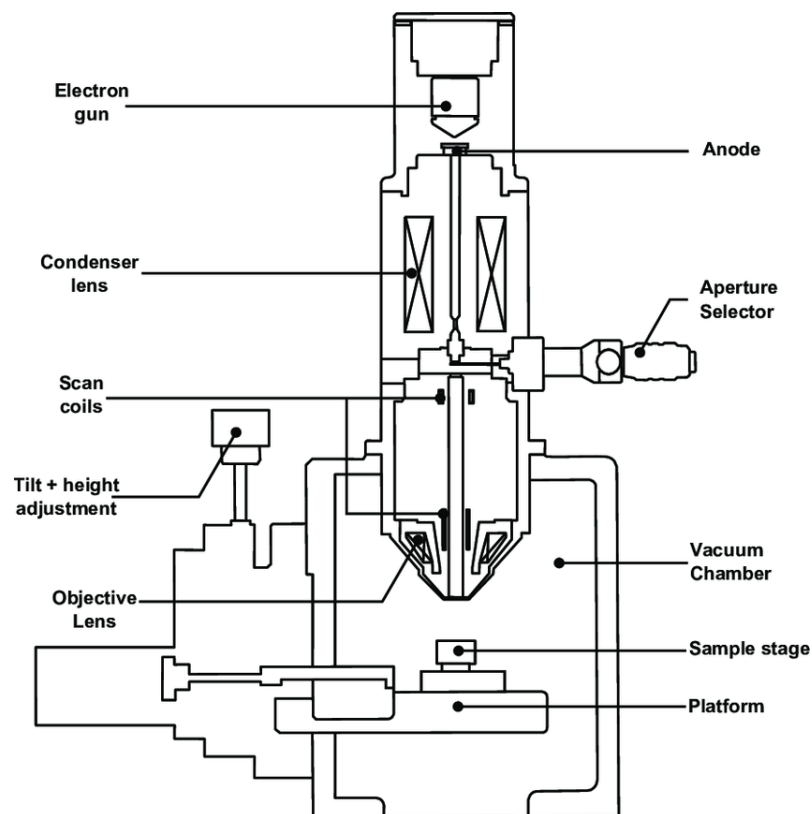 Electron
gun
Anode
Condenser
lens
Aperture
Selector
Scan
coils
Tilt + height
adjustment
Vacuum
Chamber
Objective
Lens
Sample stage
Platform